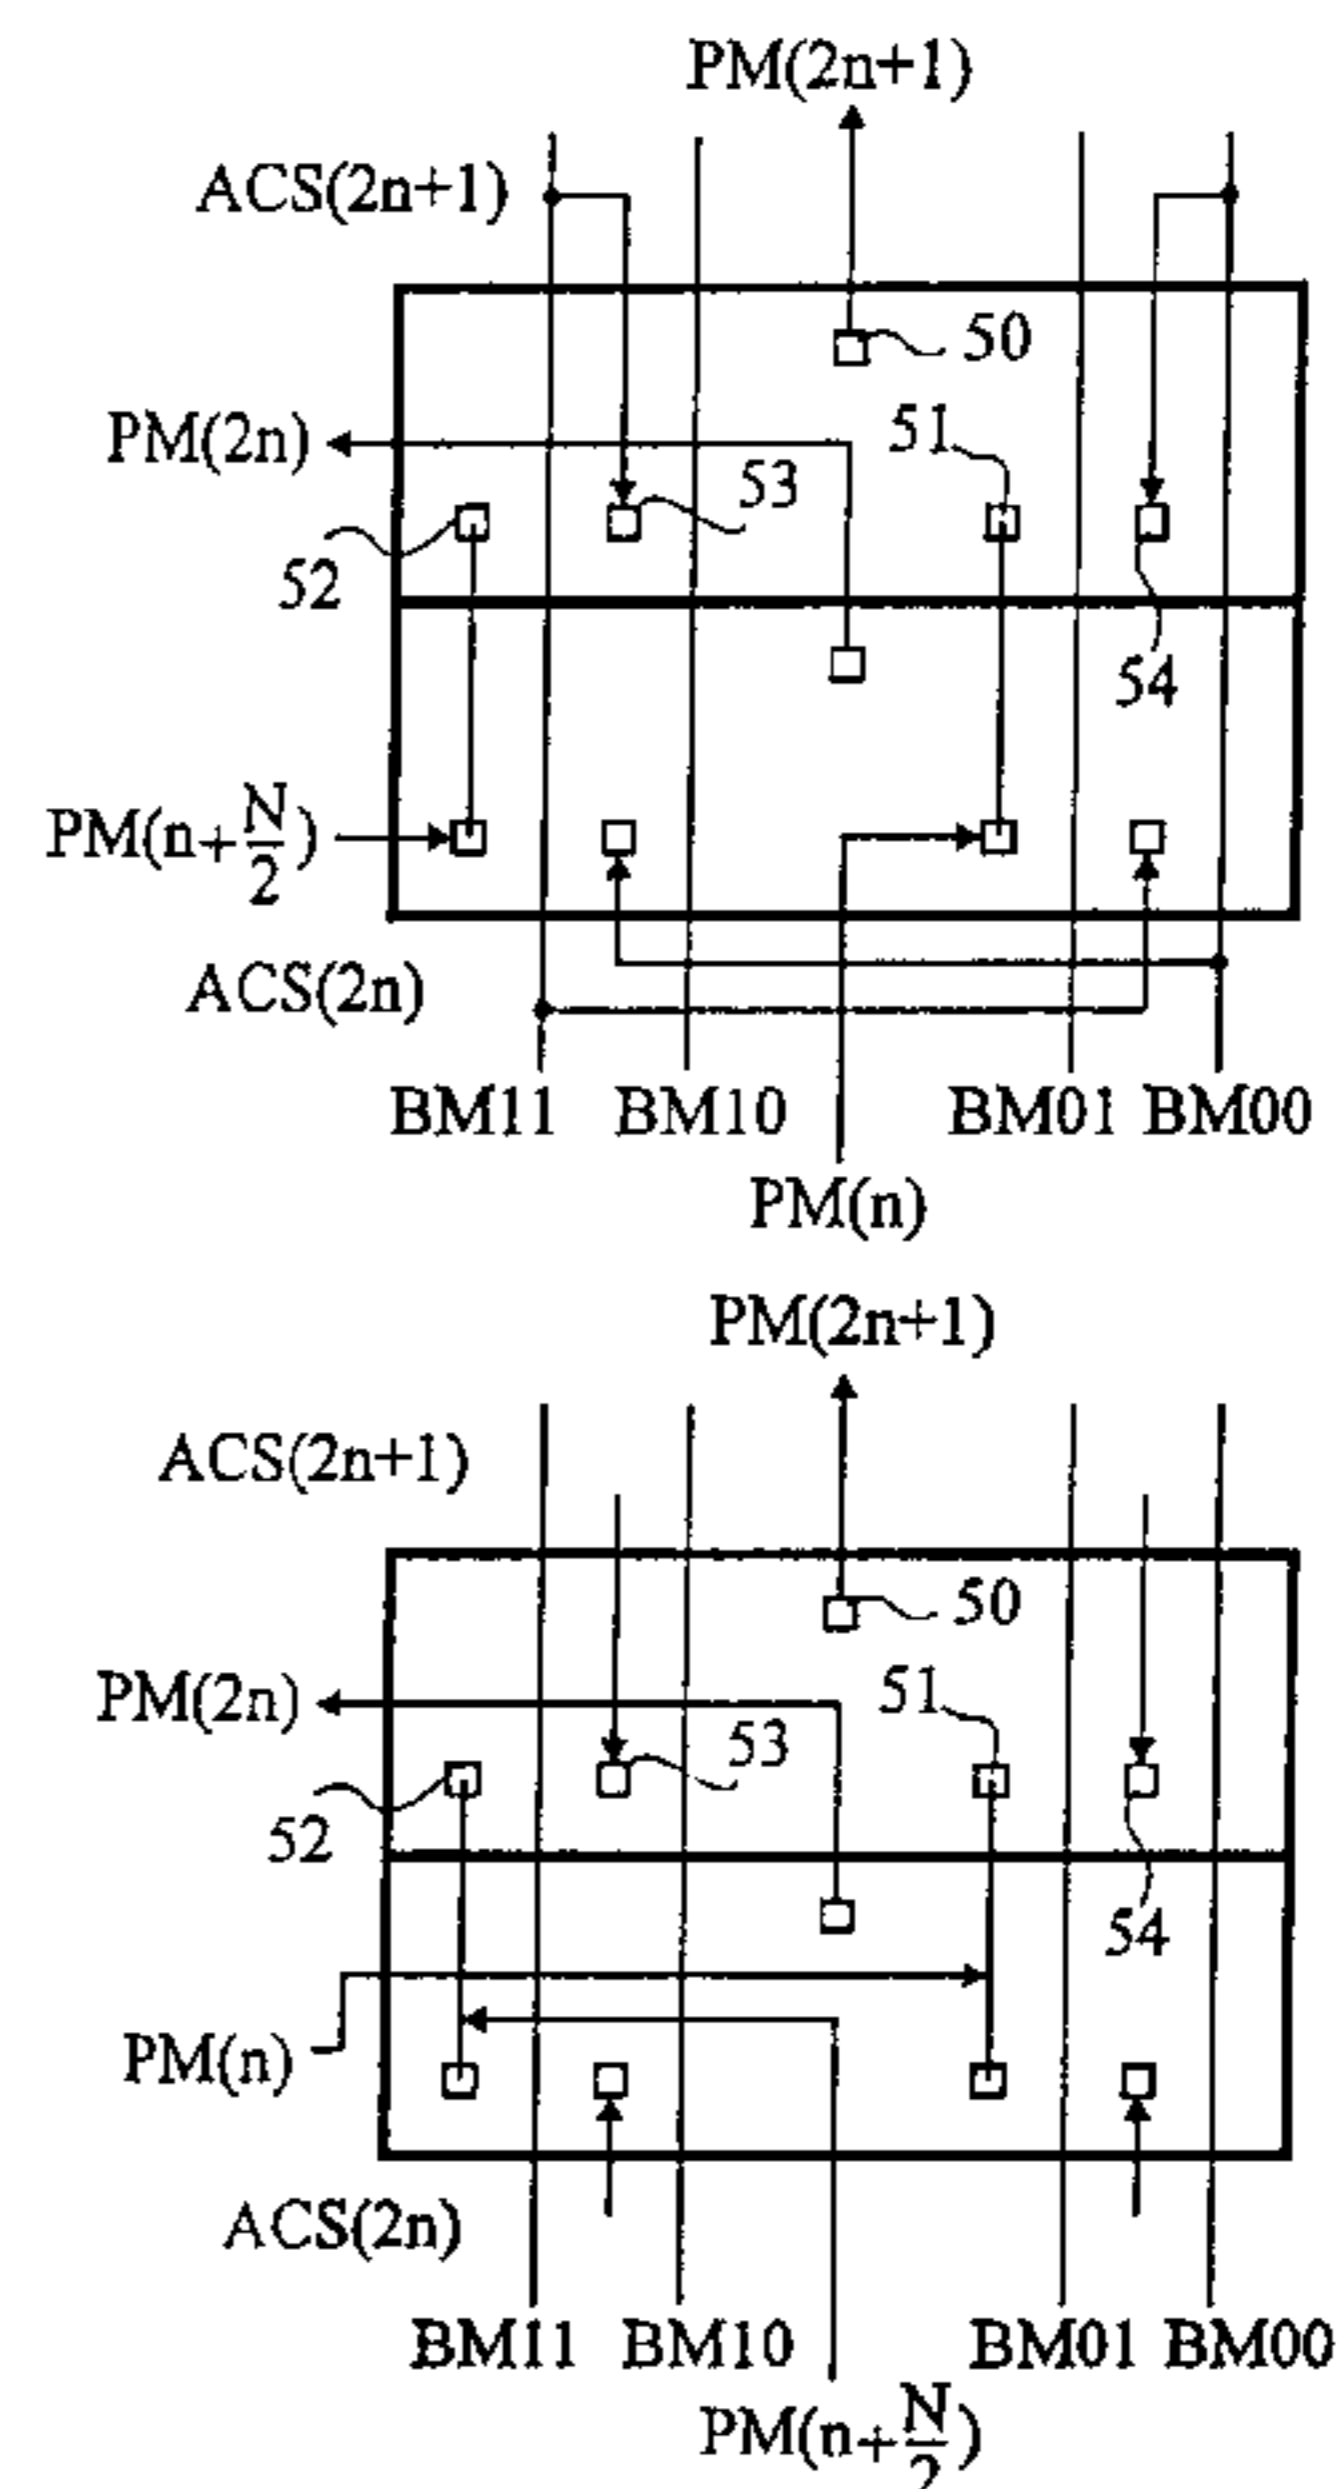 PM(2n+1)
ACS(2n+1)
50
PM(2n)
51
53
52
54
PM(n+N/2)
ACS(2n)
BM11 BM10 BM01 BM00
PM(n)
PM(2n+1)
ACS(2n+1)
50
PM(2n)
51
53
52
54
PM(n)
ACS(2n)
BM11 BM10 BM01 BM00
PM(n+N/2)